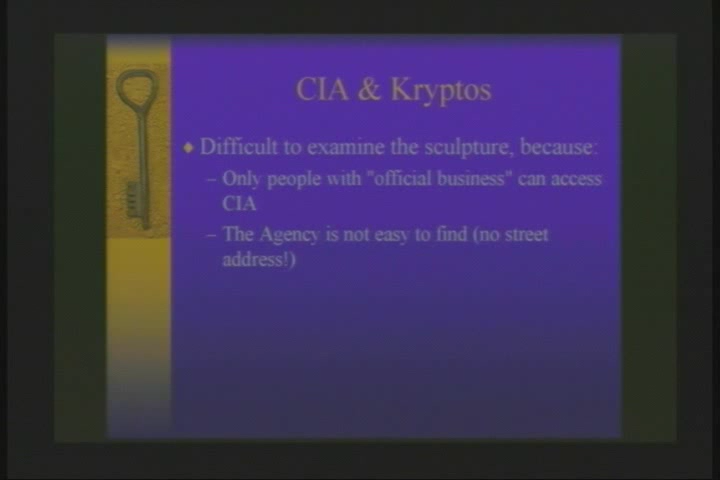 CIA & Kryptos
♦ Difficult to examine the sculpture, because:
– Only people with "official business" can access
CIA
– The Agency is not easy to find (no street
address!)